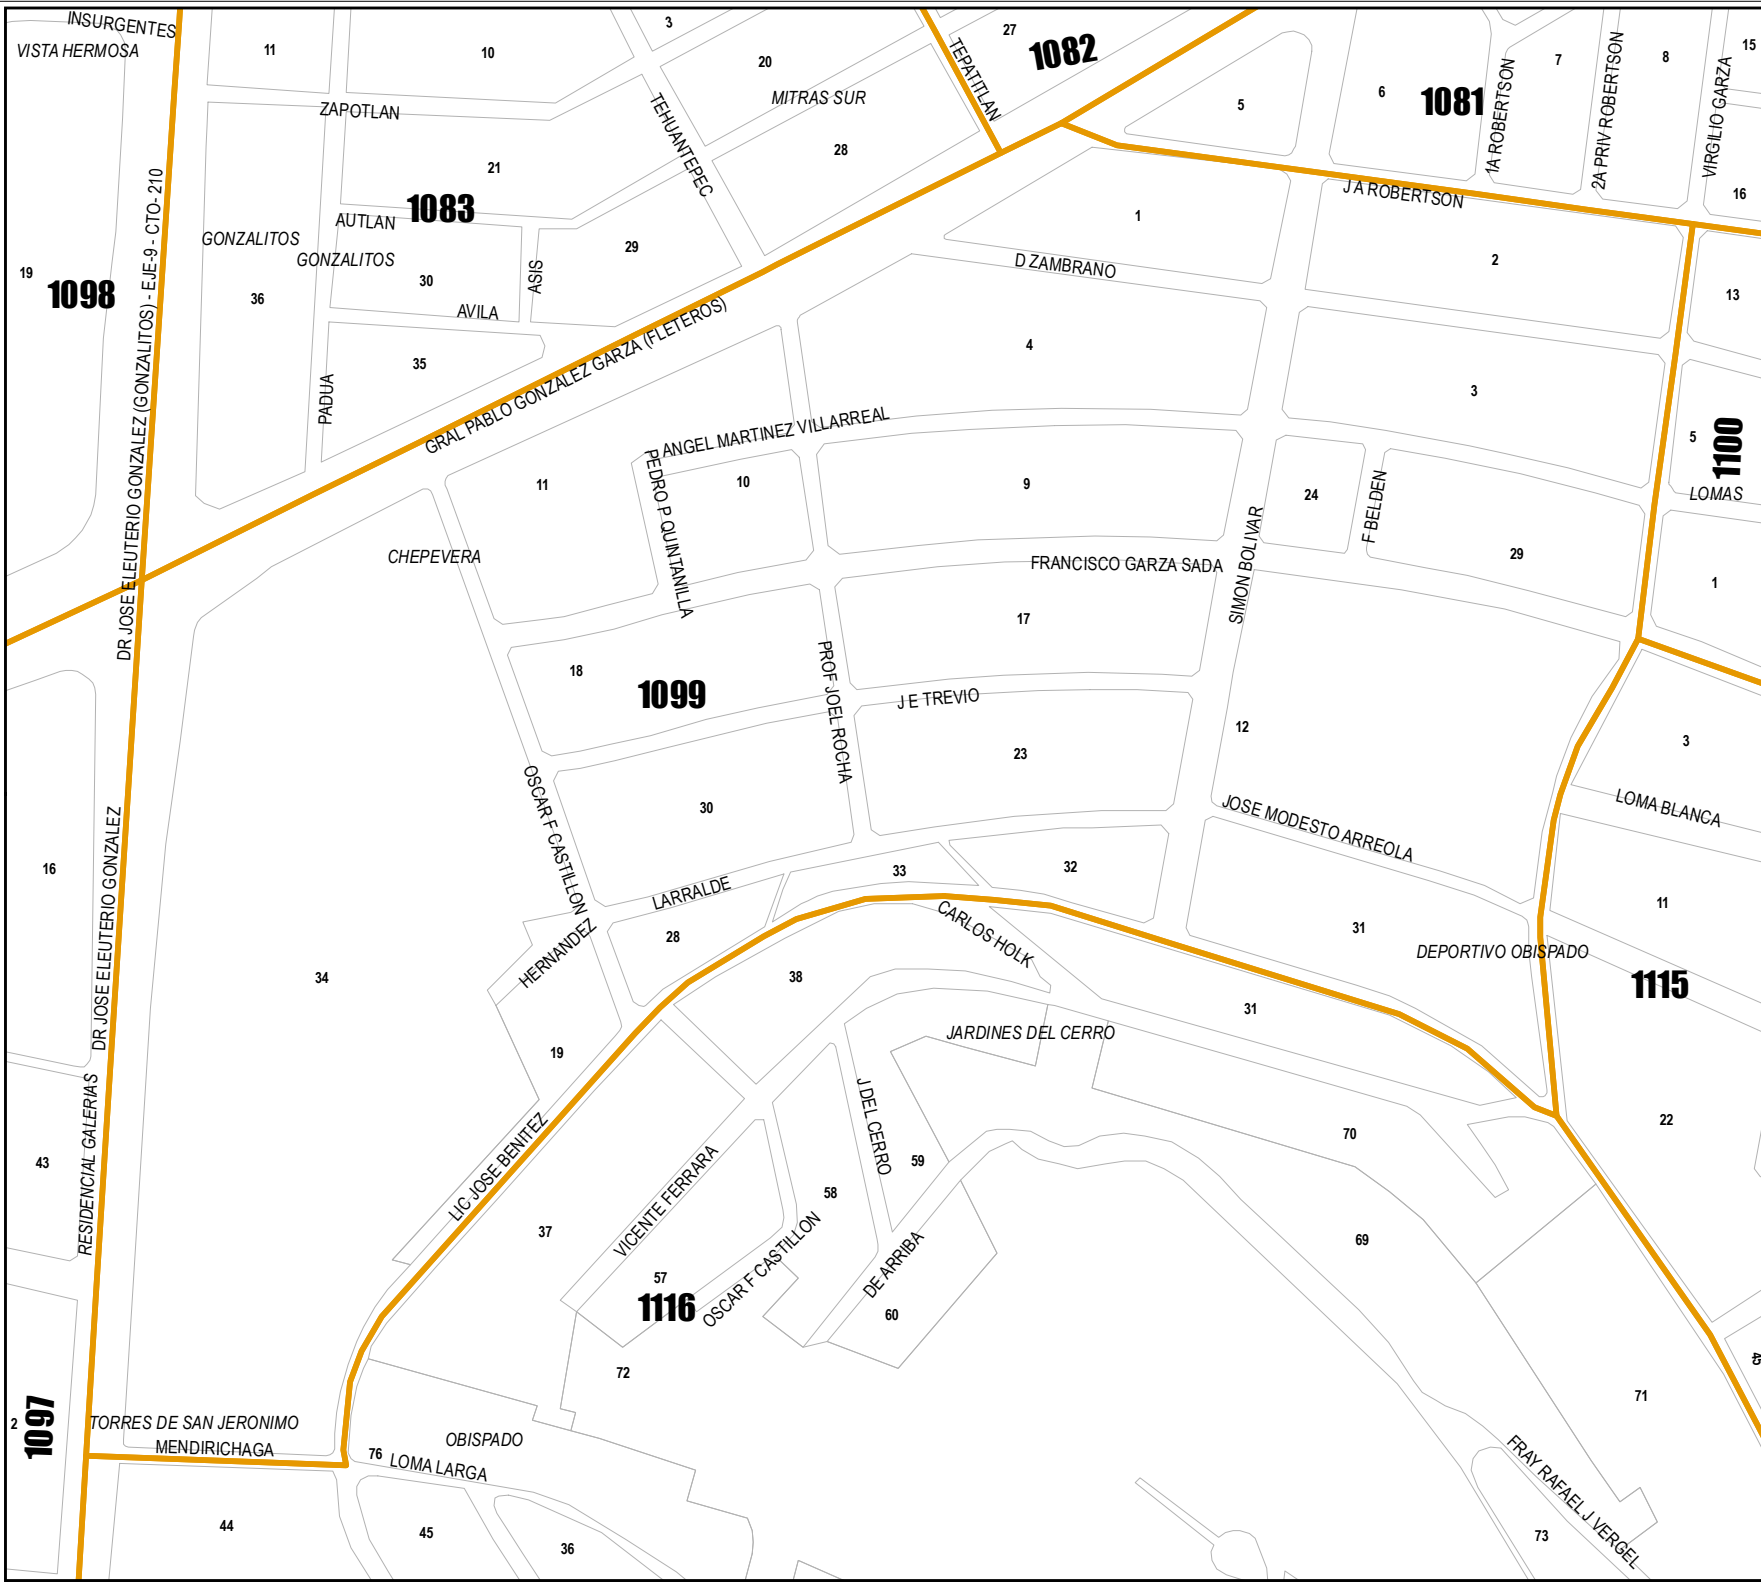 INSURGENTES
VISTA HERMOSA
11
10
3
20
27
1082
TEPATITLAN
MITRAS SUR
ZAPOTLAN
TEHUANTEPEC
28
5
6
1081
1A ROBERTSON
7
2A PRIV ROBERTSON
8
VIRGILIO GARZA
15
16
21
1083
AUTLAN
GONZALITOS
GONZALITOS
30
ASIS
29
AVILA
19
1098
36
35
PADUA
DR JOSE ELEUTERIO GONZALEZ (GONZALITOS) - EJE-9 - CTO- 210
GRAL PABLO GONZALEZ GARZA (FLETEROS)
J A ROBERTSON
1
2
D ZAMBRANO
13
4
3
5
1100
LOMAS
P ANGEL MARTINEZ VILLARREAL
PEDRO P QUINTANILLA
11
10
9
24
F BELDEN
SIMON BOLIVAR
29
CHEPEVERA
FRANCISCO GARZA SADA
1
17
18
1099
PROF JOEL ROCHA
J E TREVIO
12
23
3
OSCAR F CASTILLON
30
LOMA BLANCA
JOSE MODESTO ARREOLA
DR JOSE ELEUTERIO GONZALEZ
16
33
32
LARRALDE
11
HERNANDEZ
28
CARLOS HOLK
31
DEPORTIVO OBISPADO
34
38
1115
31
JARDINES DEL CERRO
19
J DEL CERRO
LIC JOSE BENITEZ
70
22
43
RESIDENCIAL GALERIAS
VICENTE FERRARA
59
58
37
69
DE ARRIBA
57
1116
OSCAR F CASTILLON
60
72
71
2
1097
TORRES DE SAN JERONIMO
MENDIRICHAGA
OBISPADO
76
LOMA LARGA
FRAY RAFAEL J VERGEL
44
45
36
73